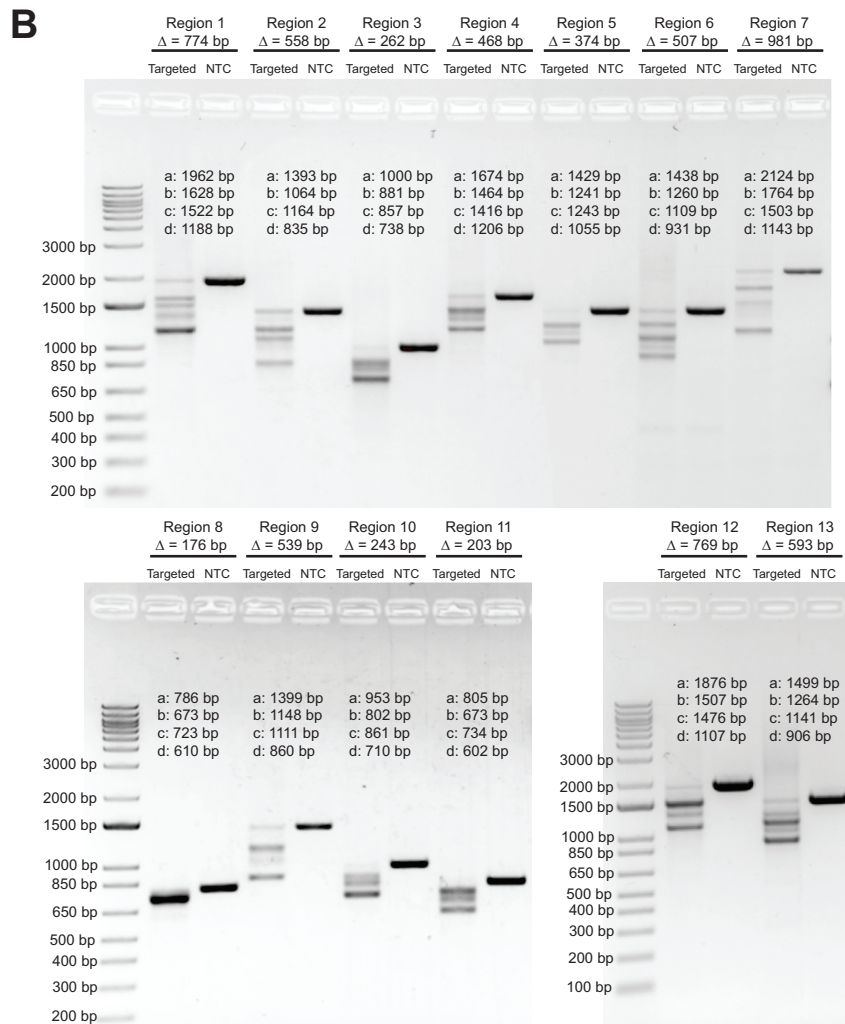 B
Region 1 Region 2 Region 3 Region 4 Region 5 Region 6 Region 7
Δ = 774 bp Δ = 558 bp Δ = 262 bp Δ = 468 bp Δ = 374 bp Δ = 507 bp Δ = 981 bp
Targeted NTC Targeted NTC Targeted NTC Targeted NTC Targeted NTC Targeted NTC Targeted NTC
a: 1962 bp a: 1393 bp a: 1000 bp a: 1674 bp a: 1429 bp a: 1438 bp a: 2124 bp
b: 1628 bp b: 1064 bp b: 881 bp b: 1464 bp b: 1241 bp b: 1260 bp b: 1764 bp
c: 1522 bp c: 1164 bp c: 857 bp c: 1416 bp c: 1243 bp c: 1109 bp c: 1503 bp
d: 1188 bp d: 835 bp d: 738 bp d: 1206 bp d: 1055 bp d: 931 bp d: 1143 bp
3000 bp
2000 bp
1500 bp
1000 bp
850 bp
650 bp
500 bp
400 bp
300 bp
200 bp
Region 8 Region 9 Region 10 Region 11
Δ = 176 bp Δ = 539 bp Δ = 243 bp Δ = 203 bp
Targeted NTC Targeted NTC Targeted NTC Targeted NTC
a: 786 bp a: 1399 bp a: 953 bp a: 805 bp
b: 673 bp b: 1148 bp b: 802 bp b: 673 bp
c: 723 bp c: 1111 bp c: 861 bp c: 734 bp
d: 610 bp d: 860 bp d: 710 bp d: 602 bp
3000 bp
2000 bp
1500 bp
1000 bp
850 bp
650 bp
500 bp
400 bp
300 bp
200 bp
Region 12 Region 13
Δ = 769 bp Δ = 593 bp
Targeted NTC Targeted NTC
a: 1876 bp a: 1499 bp
b: 1507 bp b: 1264 bp
c: 1476 bp c: 1141 bp
d: 1107 bp d: 906 bp
3000 bp
2000 bp
1500 bp
1000 bp
850 bp
650 bp
500 bp
400 bp
300 bp
200 bp
100 bp